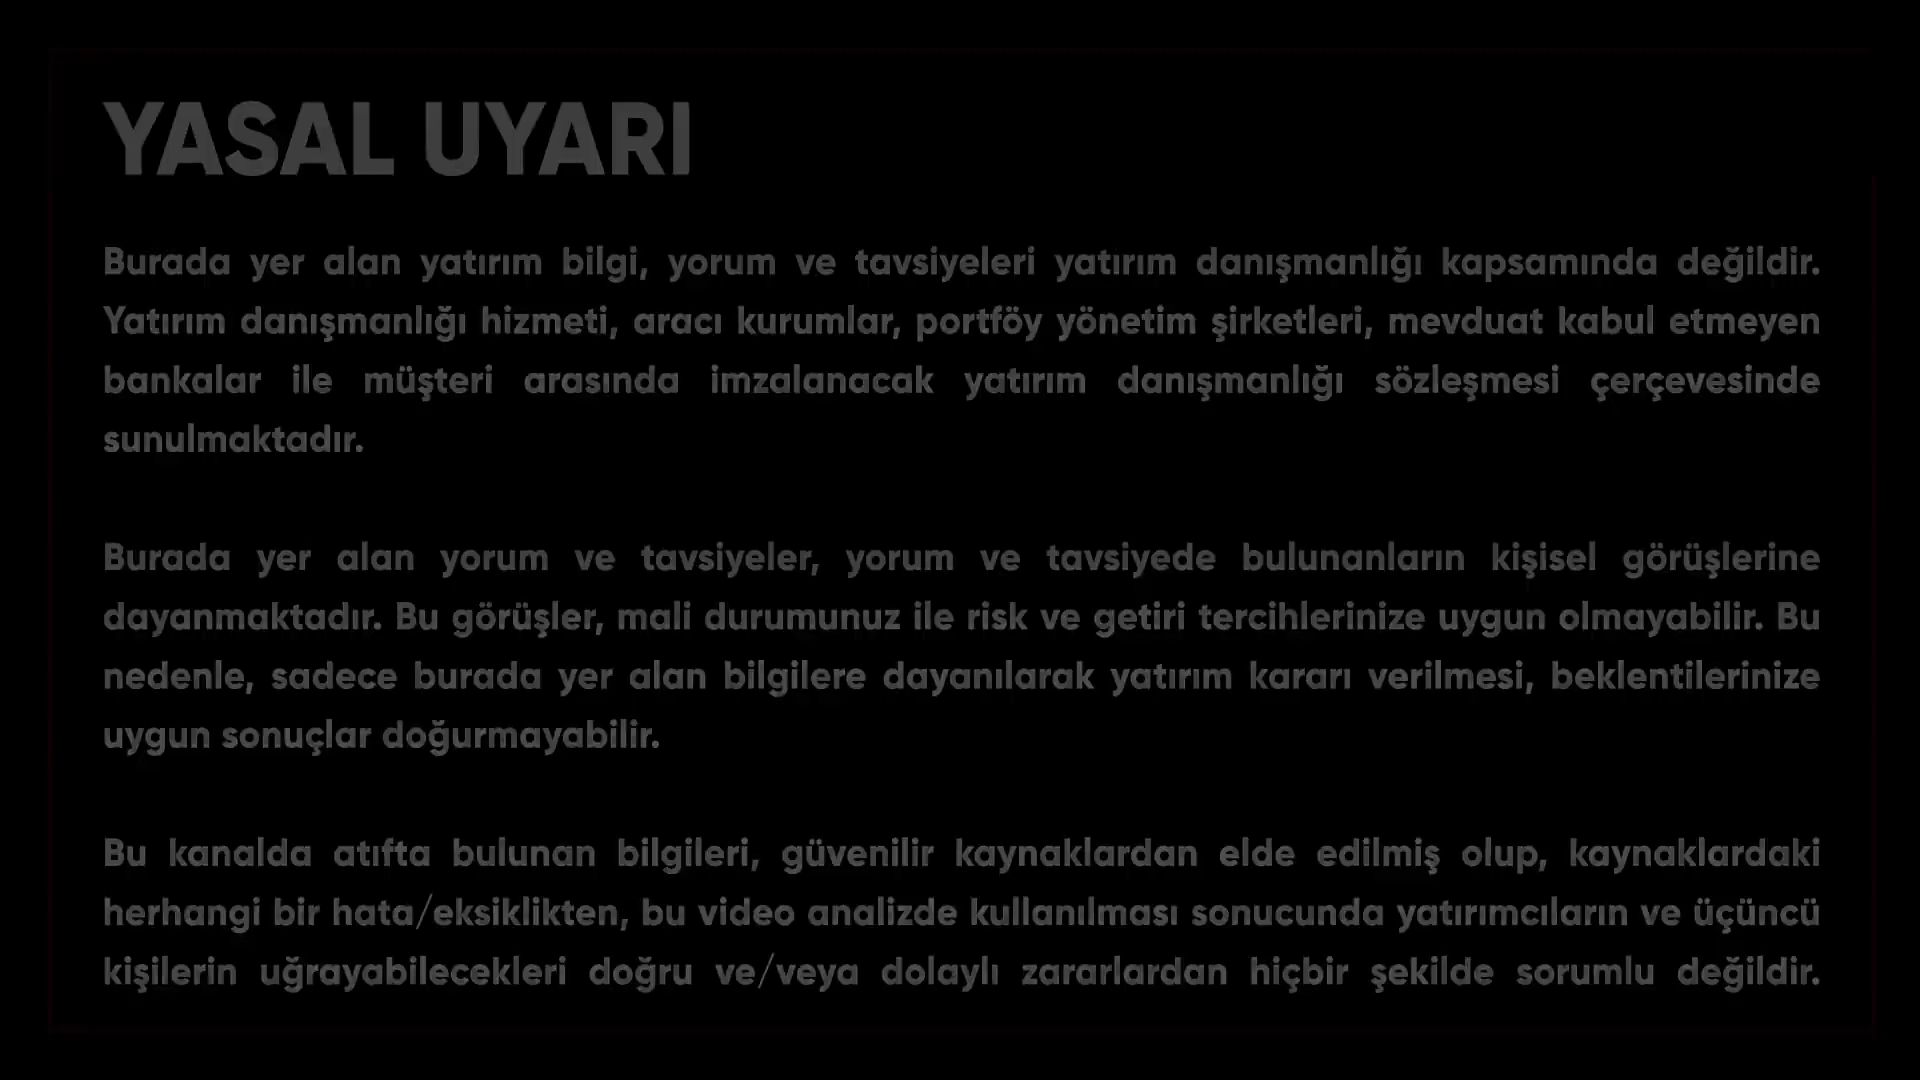 YASAL UYARI
Burada yer alan yatırım bilgi, yorum ve tavsiyeleri yatırım danışmanlığı kapsamında değildir.
Yatırım danışmanlığı hizmeti, aracı kurumlar, portföy yönetim şirketleri, mevduat kabul etmeyen
bankalar ile müşteri arasında imzalanacak yatırım danışmanlığı sözleşmesi çerçevesinde
sunulmaktadır.
Burada yer alan yorum ve tavsiyeler, yorum ve tavsiyede bulunanların kişisel görüşlerine
dayanmaktadır. Bu görüşler, mali durumunuz ile risk ve getiri tercihlerinize uygun olmayabilir. Bu
nedenle, sadece burada yer alan bilgilere dayanılarak yatırım kararı verilmesi, beklentilerinize
uygun sonuçlar doğurmayabilir.
Bu kanalda atıfta bulunan bilgileri, güvenilir kaynaklardan elde edilmiş olup, kaynaklardaki
herhangi bir hata/eksiklikten, bu video analizde kullanılması sonucunda yatırımcıların ve üçüncü
kişilerin uğrayabilecekleri doğru ve/veya dolaylı zararlardan hiçbir şekilde sorumlu değildir.